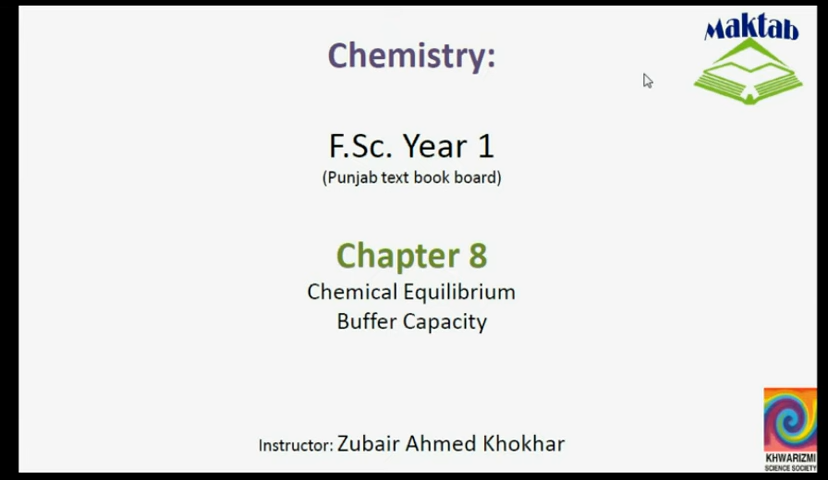 Maktab
Chemistry:
F.Sc. Year 1
(Punjab text book board)
Chapter 8
Chemical Equilibrium
Buffer Capacity
Instructor: Zubair Ahmed Khokhar
KHWARIZMI
SCIENCE SOCIETY